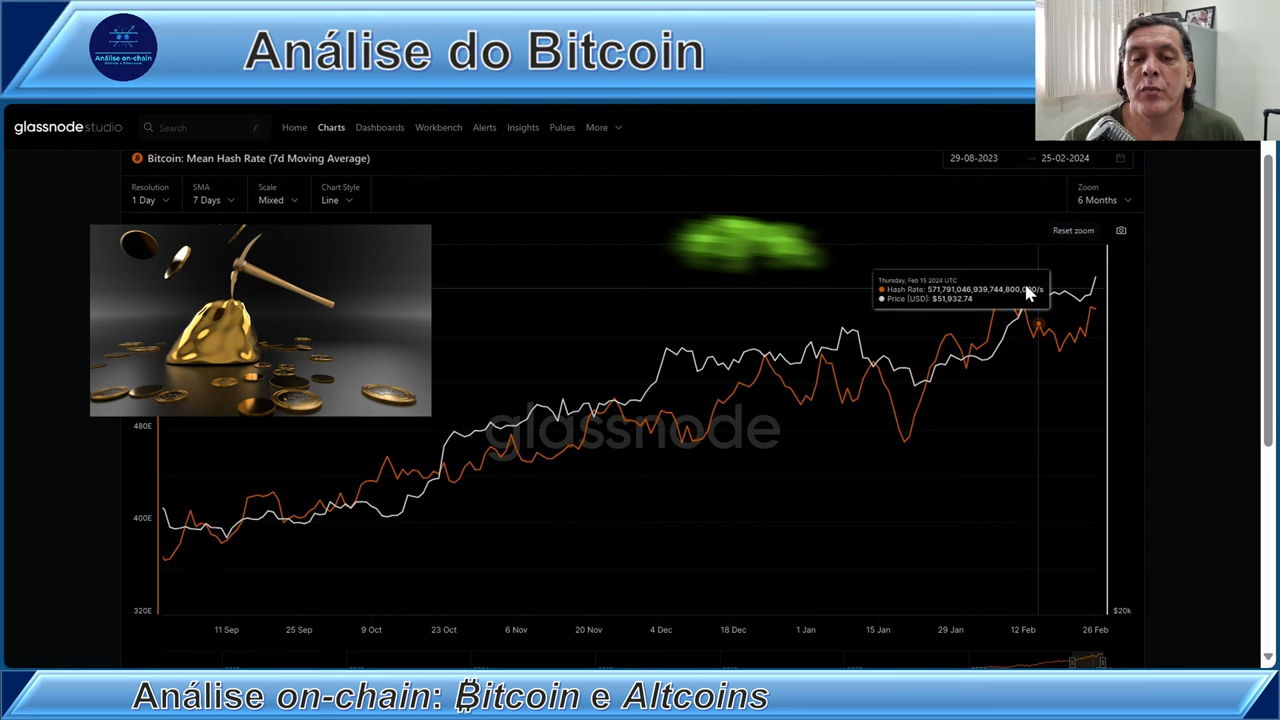 Análise do Bitcoin
Análise on-chain
glassnodestudio
Search
/
Home
Charts
Dashboards
Workbench
Alerts
Insights
Pulses
More
Bitcoin: Mean Hash Rate (7d Moving Average)
29-08-2023 → 25-02-2024
Resolution
1 Day
SMA
7 Days
Scale
Mixed
Chart Style
Line
Zoom
6 Months
Reset zoom
Thursday, Feb 15 2024 UTC
Price [USD]: $51,932.74
glassnode
480E
400E
320E
$20k
11 Sep
25 Sep
9 Oct
23 Oct
6 Nov
20 Nov
4 Dec
18 Dec
1 Jan
15 Jan
29 Jan
12 Feb
26 Feb
Análise on-chain: ₿itcoin e Altcoins